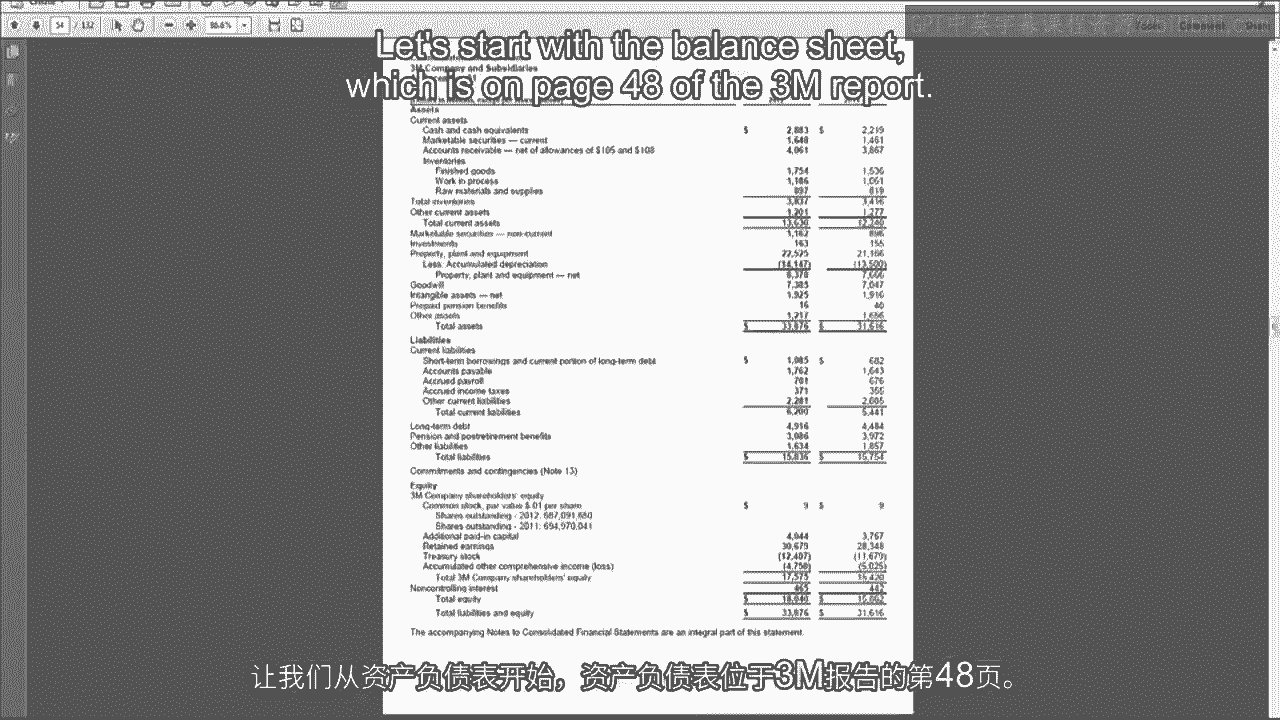 54 / 132
86.6%
Tools Comment Share
Let's start with the balance sheet,
which is on page 48 of the 3M report.
3M Company and Subsidiaries
Assets
Current assets
Cash and cash equivalents $ 2,883 $ 2,219
Marketable securities — current 1,648 1,461
Accounts receivable — net of allowances of $105 and $108 4,061 3,867
Inventories
Finished goods 1,754 1,536
Work in process 1,186 1,061
Raw materials and supplies 897 819
Total inventories 3,837 3,416
Other current assets 1,201 1,277
Total current assets 13,630 12,240
Marketable securities — non-current 1,162 896
Investments 163 155
Property, plant and equipment 22,525 21,166
Less: Accumulated depreciation (14,147) (13,500)
Property, plant and equipment — net 8,378 7,666
Goodwill 7,385 7,047
Intangible assets — net 1,925 1,916
Prepaid pension benefits 16 40
Other assets 1,217 1,656
Total assets $ 33,876 $ 31,616
Liabilities
Current liabilities
Short-term borrowings and current portion of long-term debt $ 1,085 $ 682
Accounts payable 1,762 1,643
Accrued payroll 701 676
Accrued income taxes 371 355
Other current liabilities 2,281 2,085
Total current liabilities 6,200 5,441
Long-term debt 4,916 4,484
Pension and postretirement benefits 3,086 3,972
Other liabilities 1,634 1,857
Total liabilities $ 15,836 $ 15,754
Commitments and contingencies (Note 13)
Equity
3M Company shareholders' equity
Common stock, par value $.01 per share $ 9 $ 9
Shares outstanding - 2012: 687,091,650
Shares outstanding - 2011: 694,970,041
Additional paid-in capital 4,044 3,767
Retained earnings 30,679 28,348
Treasury stock (12,407) (11,679)
Accumulated other comprehensive income (loss) (4,750) (5,025)
Total 3M Company shareholders' equity 17,575 15,420
Noncontrolling interest 465 442
Total equity $ 18,040 $ 15,862
Total liabilities and equity $ 33,876 $ 31,616
The accompanying Notes to Consolidated Financial Statements are an integral part of this statement.
让我们从资产负债表开始，资产负债表位于3M报告的第48页。